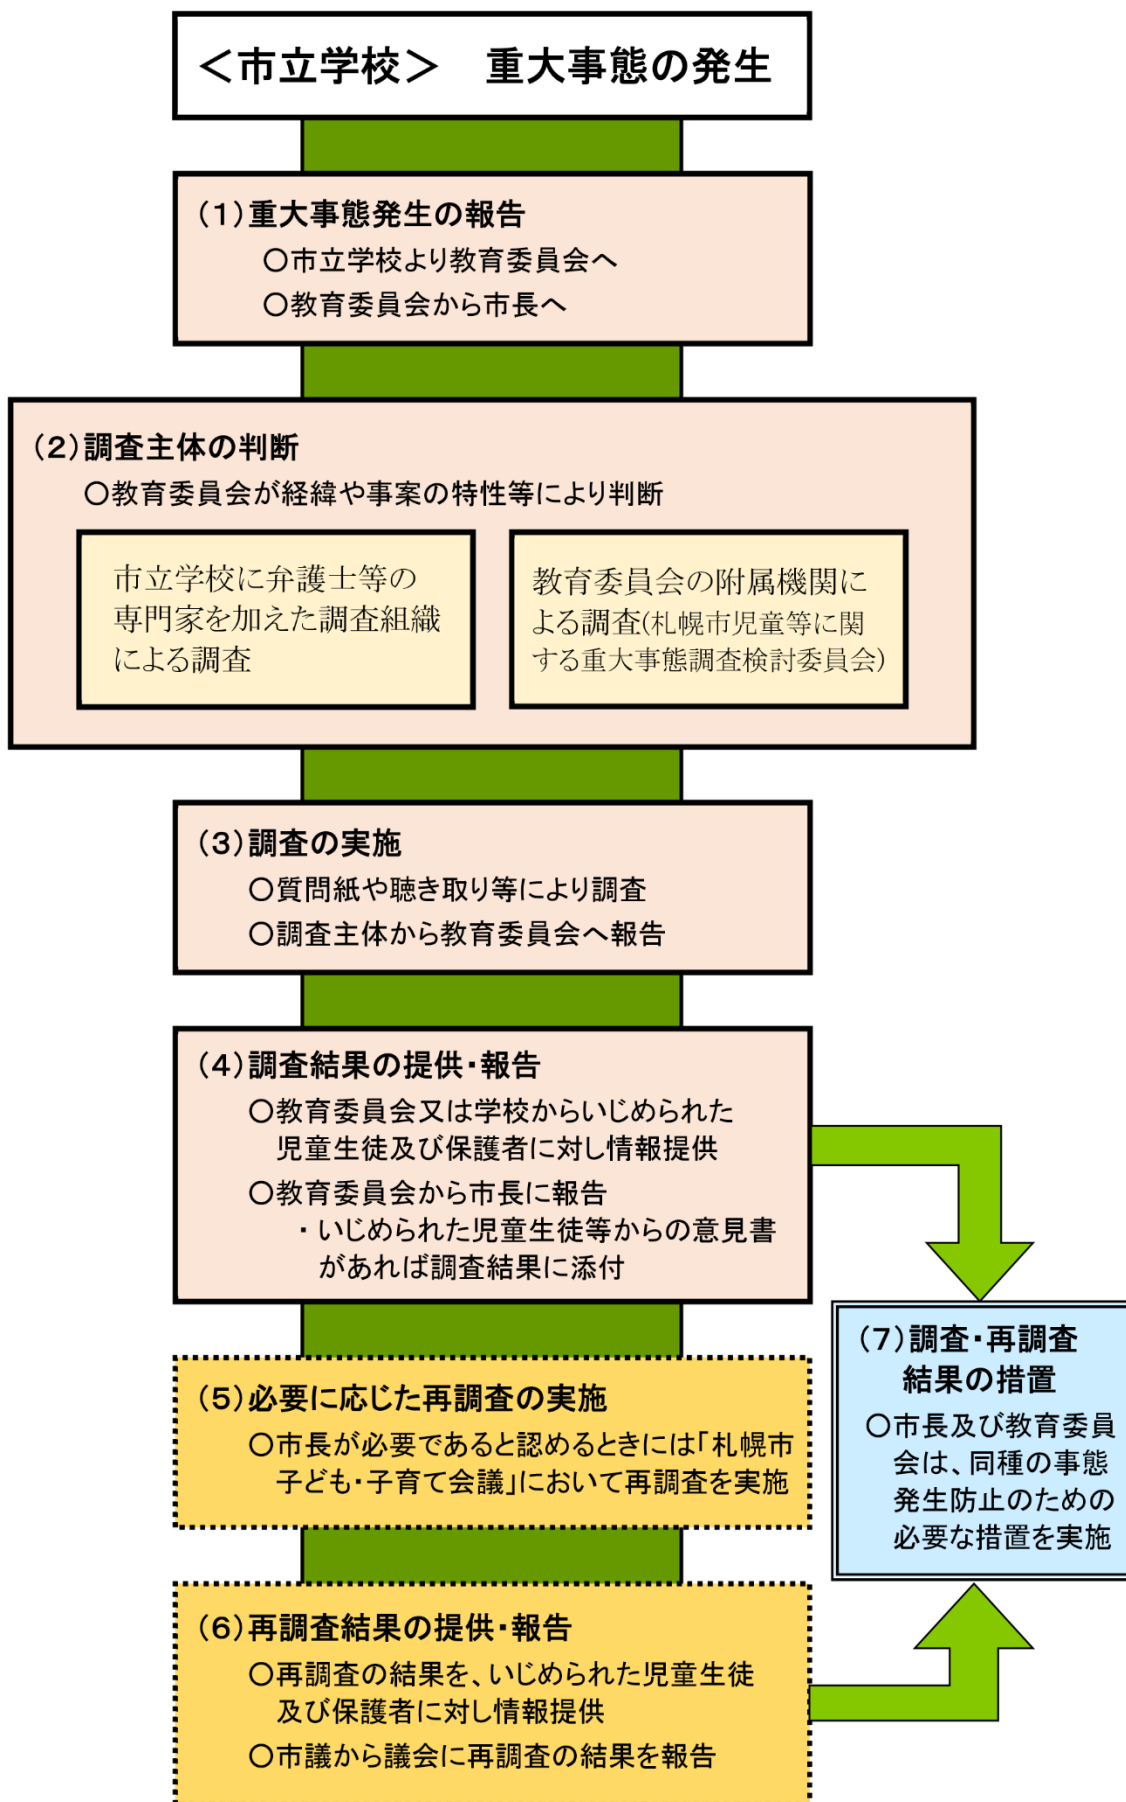 ＜市立学校＞　重大事態の発生
（１）重大事態発生の報告
○市立学校より教育委員会へ
○教育委員会から市長へ
（２）調査主体の判断
○教育委員会が経緯や事案の特性等により判断
市立学校に弁護士等の
専門家を加えた調査組織
による調査
教育委員会の附属機関に
よる調査(札幌市児童等に関
する重大事態調査検討委員会)
（３）調査の実施
○質問紙や聴き取り等により調査
○調査主体から教育委員会へ報告
（４）調査結果の提供・報告
○教育委員会又は学校からいじめられた
児童生徒及び保護者に対し情報提供
○教育委員会から市長に報告
・いじめられた児童生徒等からの意見書
があれば調査結果に添付
（５）必要に応じた再調査の実施
○市長が必要であると認めるときには「札幌市
子ども・子育て会議」において再調査を実施
（６）再調査結果の提供・報告
○再調査の結果を、いじめられた児童生徒
及び保護者に対し情報提供
○市議から議会に再調査の結果を報告
（７）調査・再調査
結果の措置
○市長及び教育委員
会は、同種の事態
発生防止のための
必要な措置を実施